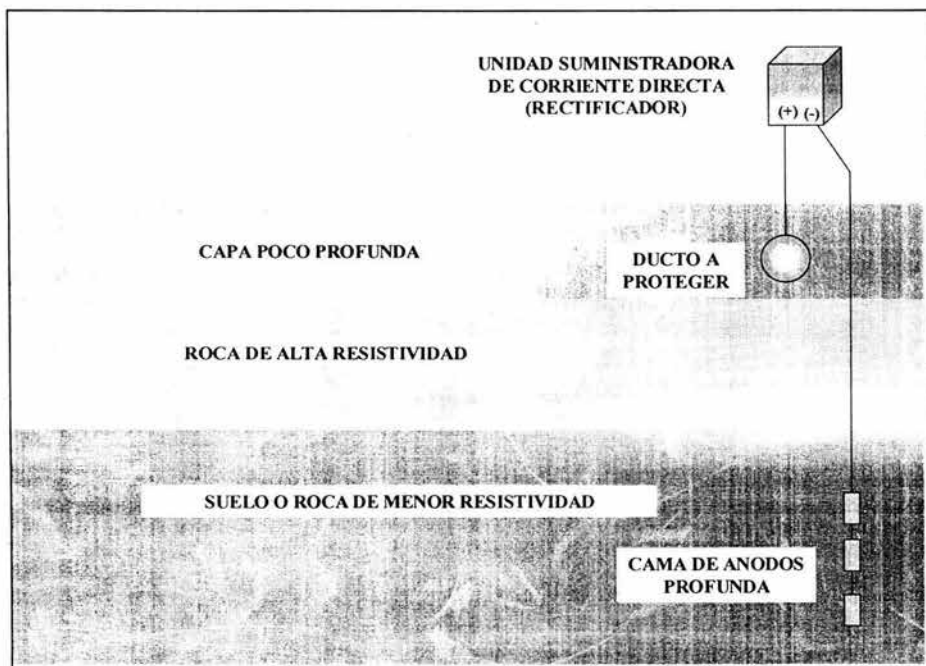 UNIDAD SUMINISTRADORA
DE CORRIENTE DIRECTA
(RECTIFICADOR)
(+) (-)
CAPA POCO PROFUNDA
DUCTO A
PROTEGER
ROCA DE ALTA RESISTIVIDAD
SUELO O ROCA DE MENOR RESISTIVIDAD
CAMA DE ANODOS
PROFUNDA